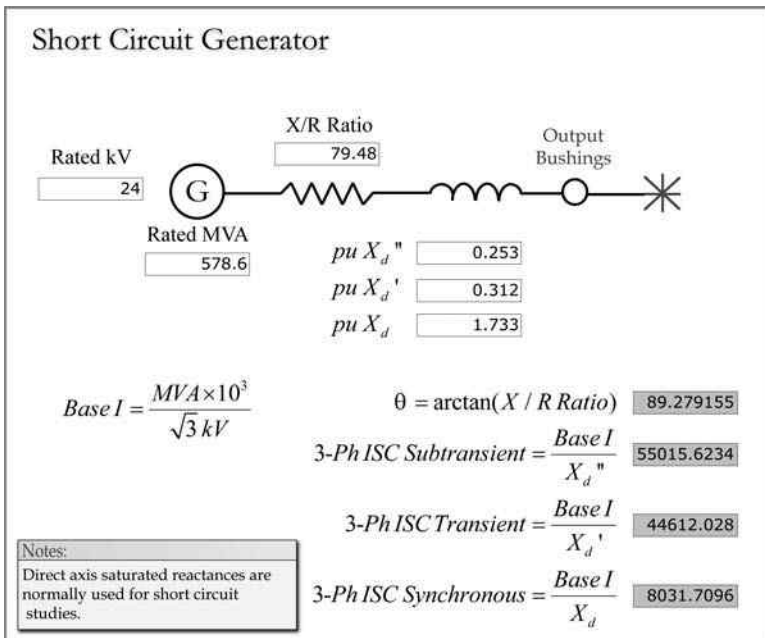 Short Circuit Generator
X/R Ratio
79.48
Output
Bushings
Rated kV
24
G
Rated MVA
578.6
pu X_d" 0.253
pu X_d' 0.312
pu X_d 1.733
Base I = MVA×10³ / √3 kV
θ = arctan(X / R Ratio) 89.279155
3-Ph ISC Subtransient = Base I / X_d" 55015.6234
3-Ph ISC Transient = Base I / X_d' 44612.028
3-Ph ISC Synchronous = Base I / X_d 8031.7096
Notes:
Direct axis saturated reactances are
normally used for short circuit
studies.